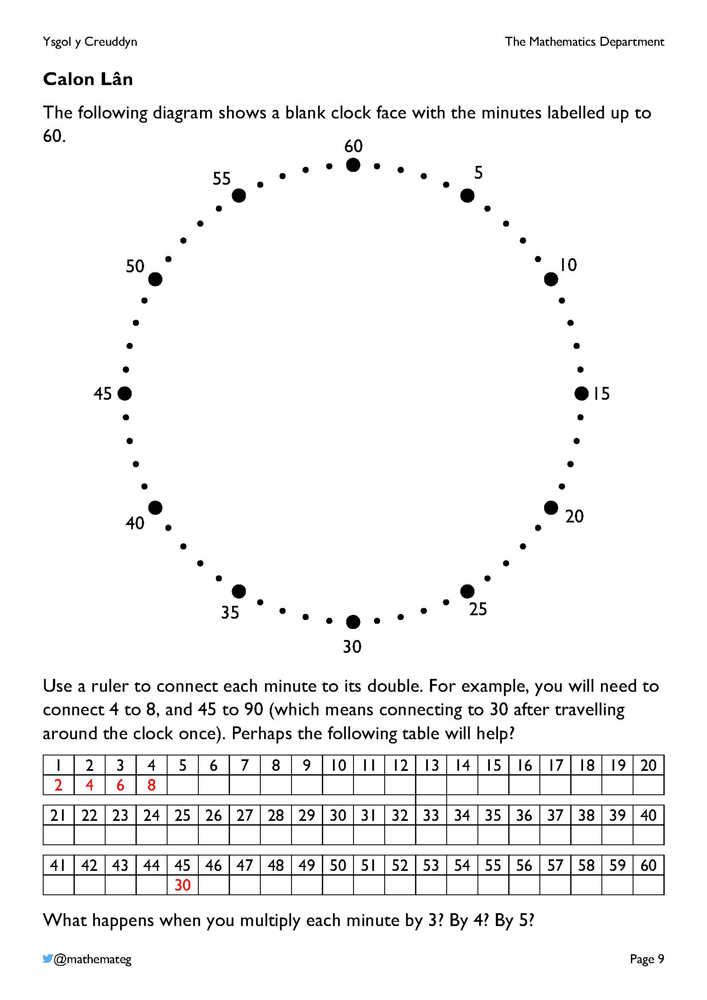 Ysgol y Creuddyn The Mathematics Department
Calon Lân
The following diagram shows a blank clock face with the minutes labelled up to
60.
60
55 5
50 10
45 15
40 20
35 25
30
Use a ruler to connect each minute to its double. For example, you will need to
connect 4 to 8, and 45 to 90 (which means connecting to 30 after travelling
around the clock once). Perhaps the following table will help?
1 2 3 4 5 6 7 8 9 10 11 12 13 14 15 16 17 18 19 20
2 4 6 8
21 22 23 24 25 26 27 28 29 30 31 32 33 34 35 36 37 38 39 40
41 42 43 44 45 46 47 48 49 50 51 52 53 54 55 56 57 58 59 60
30
What happens when you multiply each minute by 3? By 4? By 5?
@mathemateg Page 9